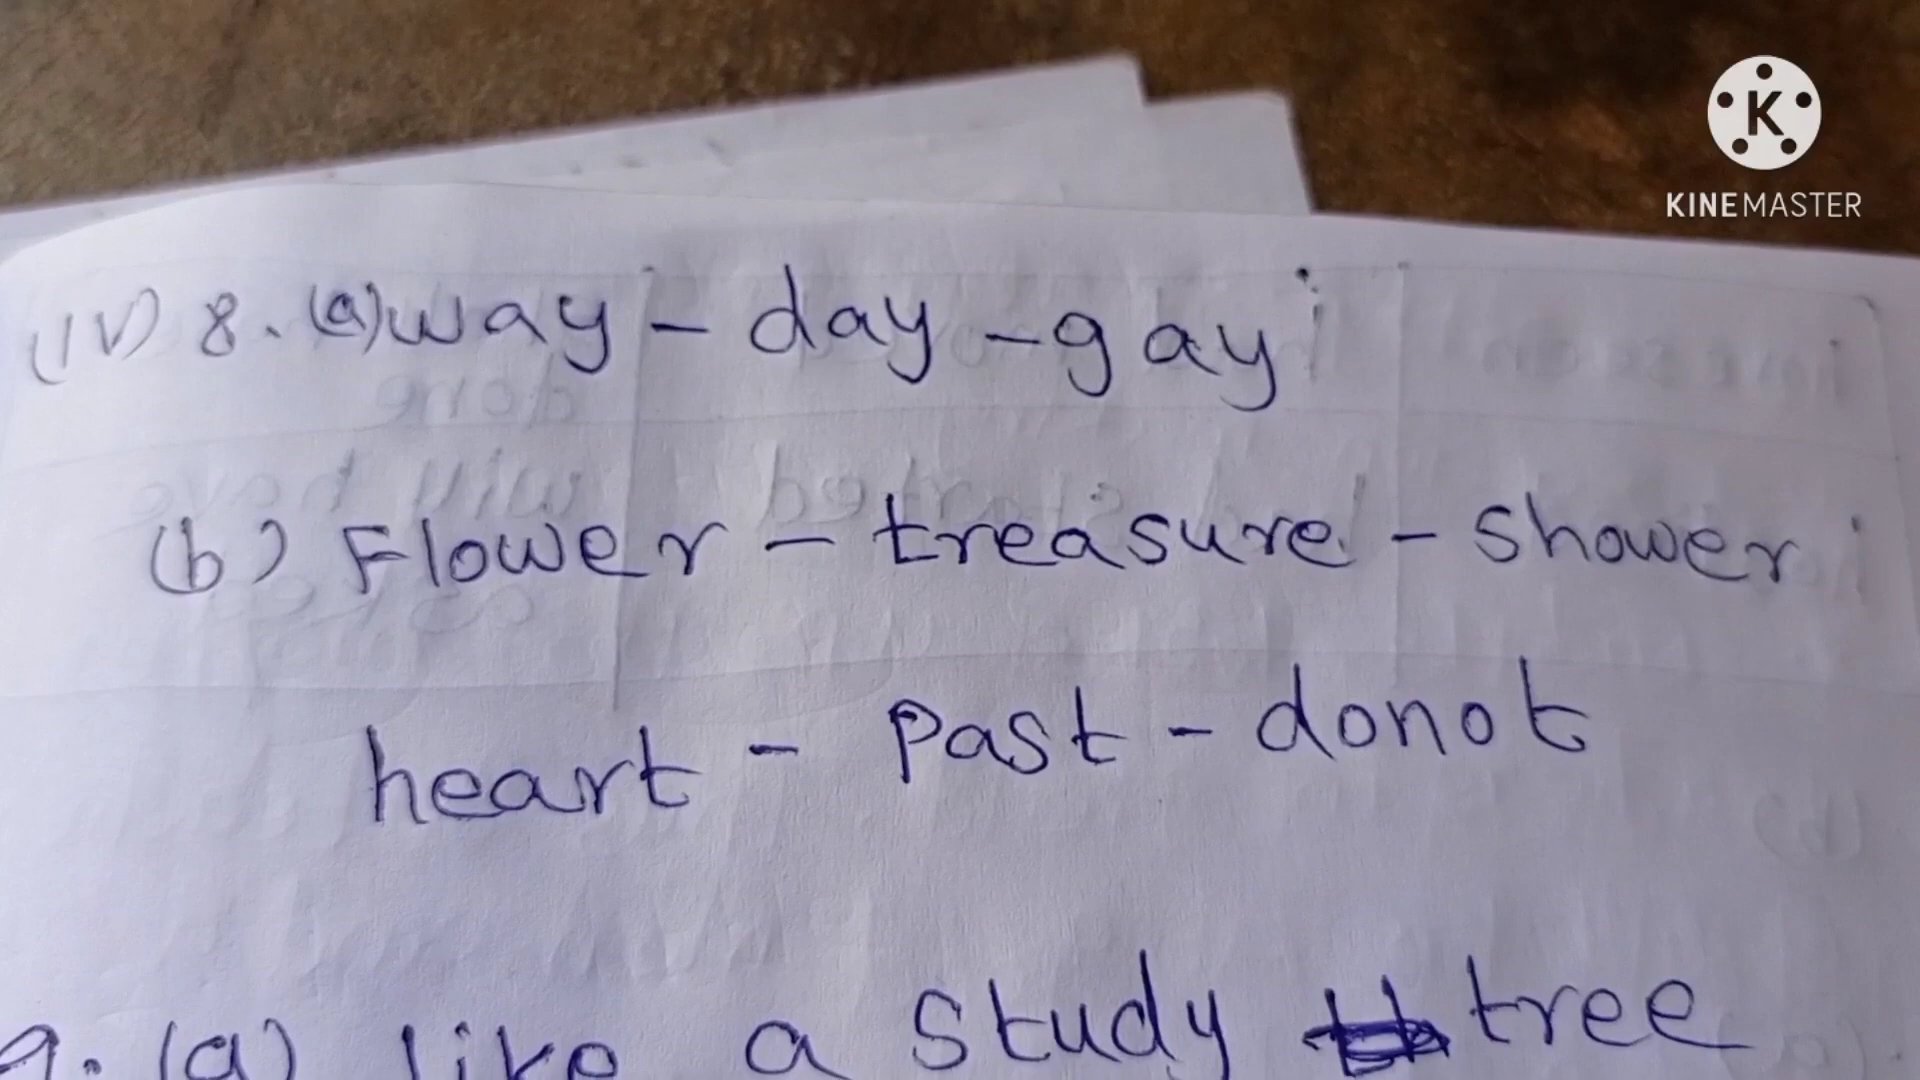 K
KINEMASTER
(IV) 8. (a) way - day - gay
(b) Flower - treasure - shower
heart - past - donot
9. (a) like a study tree